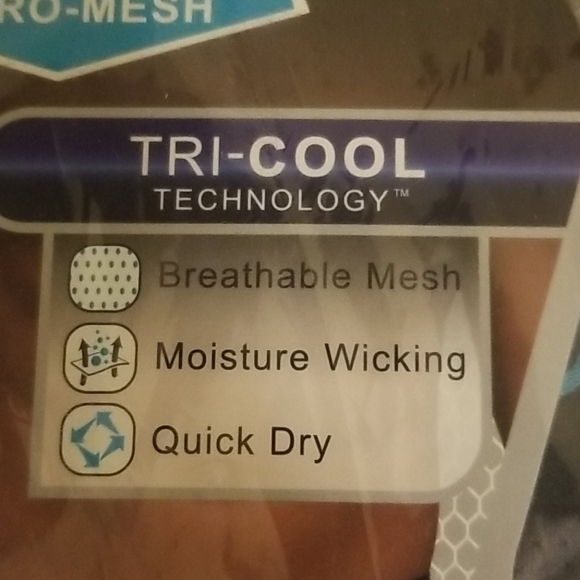 RO-MESH
TRI-COOL
TECHNOLOGY™
Breathable Mesh
Moisture Wicking
Quick Dry